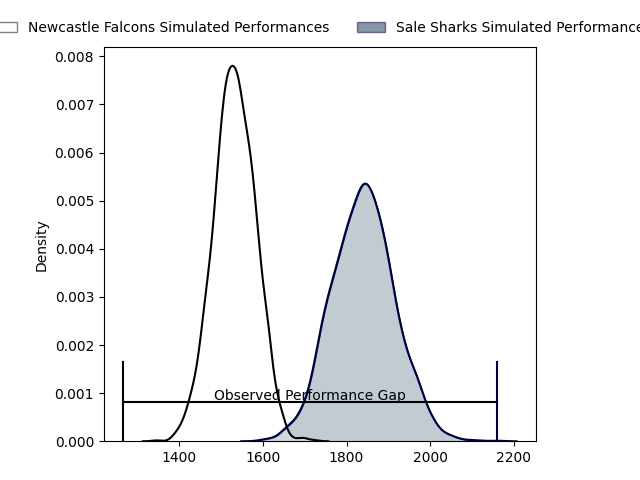 Newcastle Falcons Simulated Performances
Sale Sharks Simulated Performance
0.008
0.007
0.006
0.005
0.004
0.003
0.002
0.001
0.000
Density
Observed Performance Gap
1400 1600 1800 2000 2200